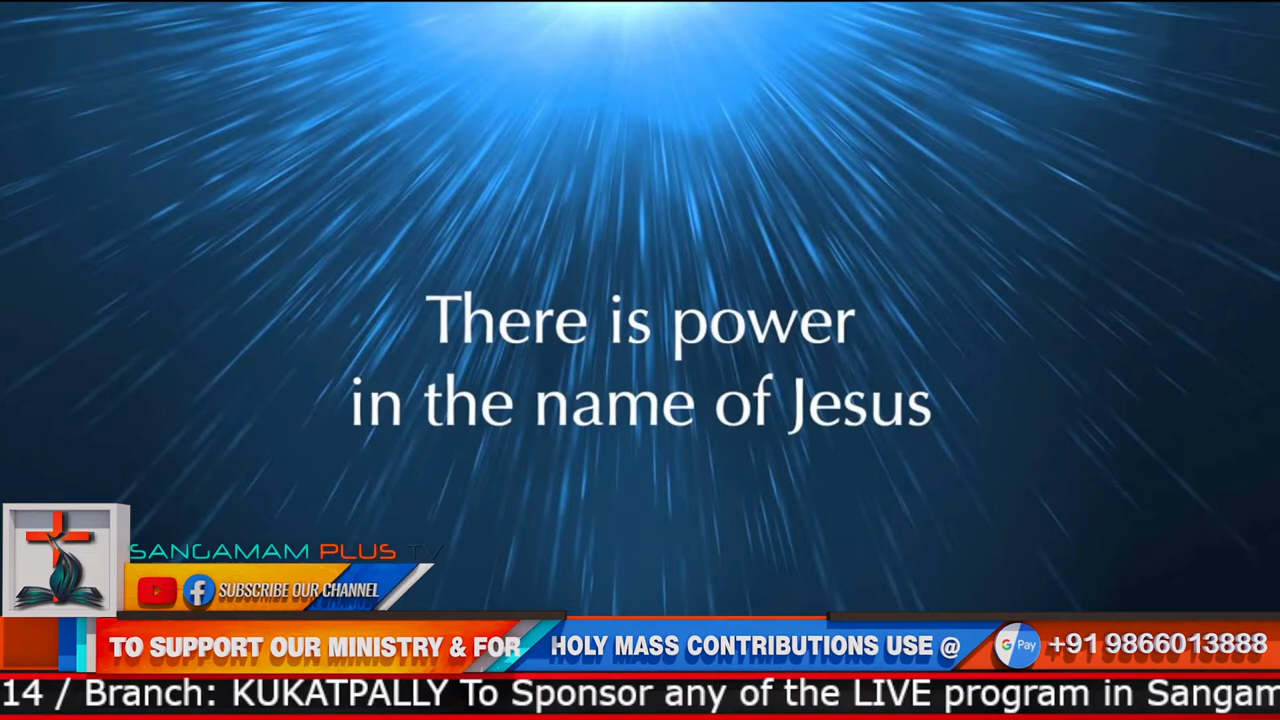 There is power
in the name of Jesus
SANGAMAM PLUS TV
SUBSCRIBE OUR CHANNEL
TO SUPPORT OUR MINISTRY & FOR HOLY MASS CONTRIBUTIONS USE @ G Pay +91 9866013888
14 / Branch: KUKATPALLY To Sponsor any of the LIVE program in Sangam